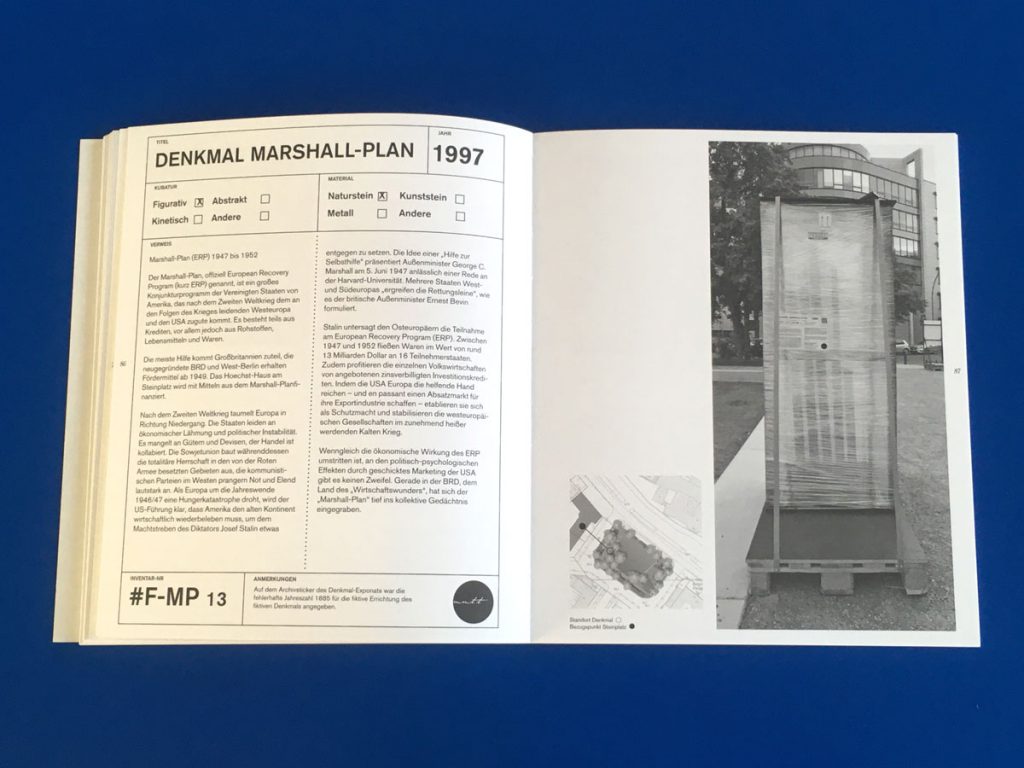 TITEL
DENKMAL MARSHALL-PLAN
JAHR
1997
KUBATUR
Figurativ X Abstrakt
Kinetisch Andere
MATERIAL
Naturstein X Kunststein
Metall Andere
VERWEIS
Marshall-Plan (ERP) 1947 bis 1952
Der Marshall-Plan, offiziell European Recovery
Program (kurz ERP) genannt, ist ein großes
Konjunkturprogramm der Vereinigten Staaten von
Amerika, das nach dem Zweiten Weltkrieg dem an
den Folgen des Krieges leidenden Westeuropa
und den USA zugute kommt. Es besteht teils aus
Krediten, vor allem jedoch aus Rohstoffen,
Lebensmitteln und Waren.
Die meiste Hilfe kommt Großbritannien zuteil, die
neugegründete BRD und West-Berlin erhalten
Fördermittel ab 1949. Das Hoechst-Haus am
Steinplatz wird mit Mitteln aus dem Marshall-Planfi-
nanziert.
Nach dem Zweiten Weltkrieg taumelt Europa in
Richtung Niedergang. Die Staaten leiden an
ökonomischer Lähmung und politischer Instabilität.
Es mangelt an Gütern und Devisen, der Handel ist
kollabiert. Die Sowjetunion baut währenddessen
die totalitäre Herrschaft in den von der Roten
Armee besetzten Gebieten aus, die kommunisti-
schen Parteien im Westen prangern Not und Elend
lautstark an. Als Europa um die Jahreswende
1946/47 eine Hungerkatastrophe droht, wird der
US-Führung klar, dass Amerika den alten Kontinent
wirtschaftlich wiederbeleben muss, um dem
Machtstreben des Diktators Josef Stalin etwas
entgegen zu setzen. Die Idee einer „Hilfe zur
Selbsthilfe" präsentiert Außenminister George C.
Marshall am 5. Juni 1947 anlässlich einer Rede an
der Harvard-Universität. Mehrere Staaten West-
und Südeuropas „ergreifen die Rettungsleine", wie
es der britische Außenminister Ernest Bevin
formuliert.
Stalin untersagt den Osteuropäern die Teilnahme
am European Recovery Program (ERP). Zwischen
1947 und 1952 fließen Waren im Wert von rund
13 Milliarden Dollar an 16 Teilnehmerstaaten.
Zudem profitieren die einzelnen Volkswirtschaften
von angebotenen zinsverbilligten Investitionskredi-
ten. Indem die USA Europa die helfende Hand
reichen – und en passant einen Absatzmarkt für
ihre Exportindustrie schaffen – etablieren sie sich
als Schutzmacht und stabilisieren die westeuropäi-
schen Gesellschaften im zunehmend heißer
werdenden Kalten Krieg.
Wenngleich die ökonomische Wirkung des ERP
umstritten ist, an den politisch-psychologischen
Effekten durch geschicktes Marketing der USA
gibt es keinen Zweifel. Gerade in der BRD, dem
Land des „Wirtschaftswunders", hat sich der
„Marshall-Plan" tief ins kollektive Gedächtnis
eingegraben.
86
INVENTAR-NR
#F-MP 13
ANMERKUNGEN
Auf dem Archivsticker des Denkmal-Exponats war die
fehlerhafte Jahreszahl 1885 für die fiktive Errichtung des
fiktiven Denkmals angegeben.
Standort Denkmal
Bezugspunkt Steinplatz
87